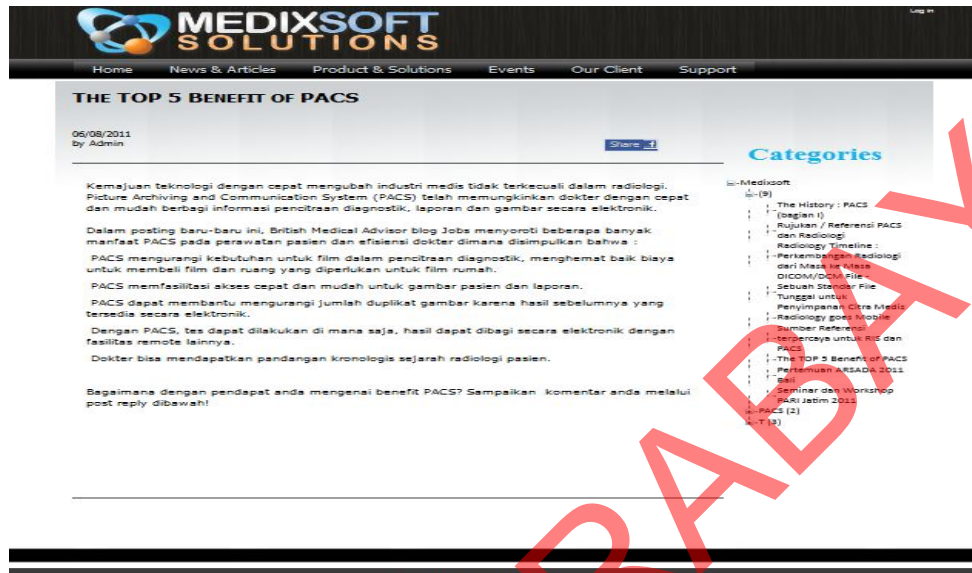 MEDIXSOFT
SOLUTIONS
Log In
Home News & Articles Product & Solutions Events Our Client Support
THE TOP 5 BENEFIT OF PACS
06/08/2011
by Admin
Share f
Kemajuan teknologi dengan cepat mengubah industri medis tidak terkecuali dalam radiologi.
Picture Archiving and Communication System (PACS) telah memungkinkan dokter dengan cepat
dan mudah berbagi informasi pencitraan diagnostik, laporan dan gambar secara elektronik.
Dalam posting baru-baru ini, British Medical Advisor blog Jobs menyoroti beberapa banyak
manfaat PACS pada perawatan pasien dan efisiensi dokter dimana disimpulkan bahwa :
PACS mengurangi kebutuhan untuk film dalam pencitraan diagnostik, menghemat baik biaya
untuk membeli film dan ruang yang diperlukan untuk film rumah.
PACS memfasilitasi akses cepat dan mudah untuk gambar pasien dan laporan.
PACS dapat membantu mengurangi jumlah duplikat gambar karena hasil sebelumnya yang
tersedia secara elektronik.
Dengan PACS, tes dapat dilakukan di mana saja, hasil dapat dibagi secara elektronik dengan
fasilitas remote lainnya.
Dokter bisa mendapatkan pandangan kronologis sejarah radiologi pasien.
Bagaimana dengan pendapat anda mengenai benefit PACS? Sampaikan komentar anda melalui
post reply dibawah!
Categories
Medixsoft
(9)
The History : PACS
(bagian I)
Rujukan / Referensi PACS
dan Radiologi
Radiology Timeline :
Perkembangan Radiologi
dari Masa ke Masa
DICOM/DCM File -
Sebuah Standar File
Tunggal untuk
Penyimpanan Citra Medis
Radiology goes Mobile
Sumber Referensi
terpercaya untuk RIS dan
PACS
The TOP 5 Benefit of PACS
Pertemuan ARSADA 2011
Bali
Seminar dan Workshop
PARI Jatim 2011
PACS (2)
T (3)
RABAY